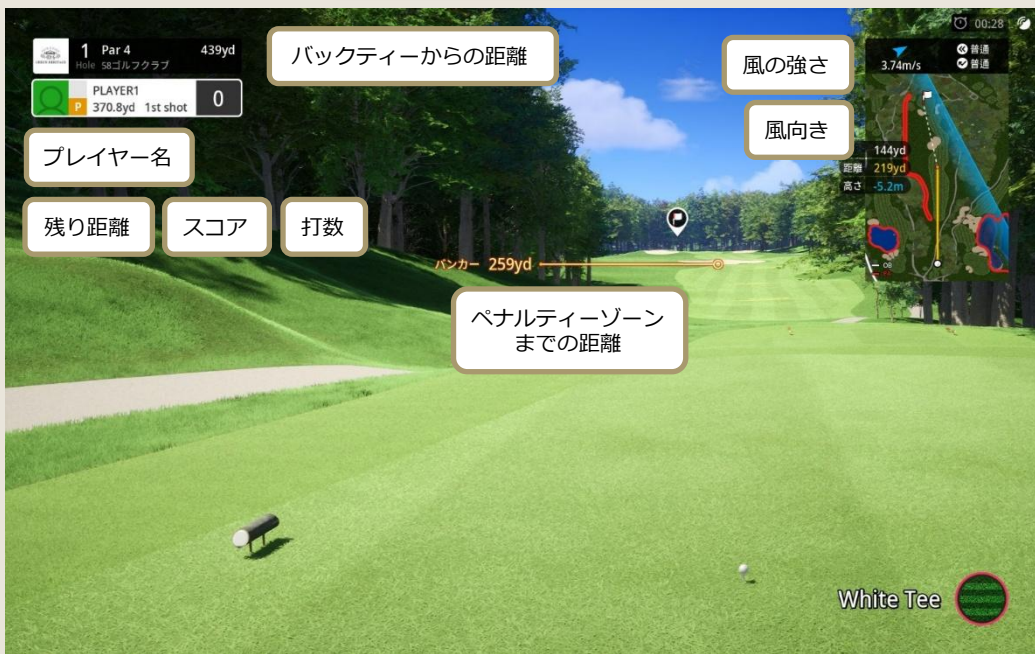 00:28
1 Par 4 439yd
Hole 58ゴルフクラブ
バックティーからの距離
風の強さ
3.74m/s
普通
普通
P PLAYER1
370.8yd 1st shot 0
風向き
プレイヤー名
144yd
距離 219yd
高さ -5.2m
残り距離
スコア
打数
バンカー 259yd
OB
ペナルティーゾーン
までの距離
White Tee